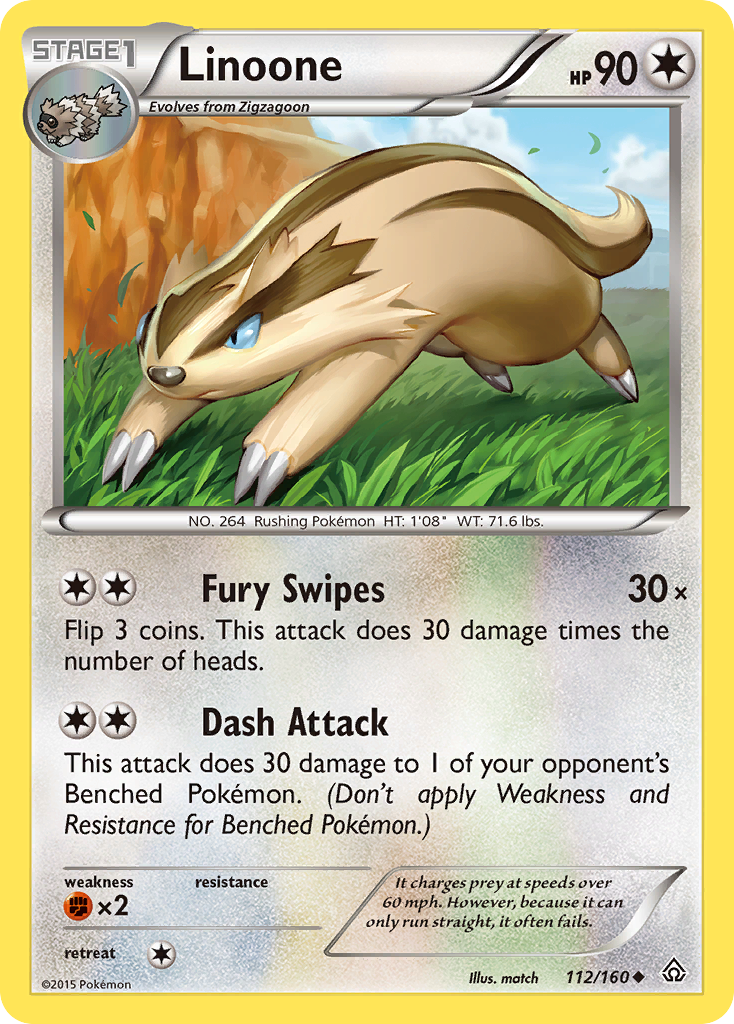 STAGE1
Linoone
HP 90
Evolves from Zigzagoon
NO. 264 Rushing Pokémon HT: 1'08" WT: 71.6 lbs.
Fury Swipes 30×
Flip 3 coins. This attack does 30 damage times the
number of heads.
Dash Attack
This attack does 30 damage to 1 of your opponent's
Benched Pokémon. (Don't apply Weakness and
Resistance for Benched Pokémon.)
weakness resistance
×2
It charges prey at speeds over
60 mph. However, because it can
only run straight, it often fails.
retreat
Illus. match 112/160
©2015 Pokémon